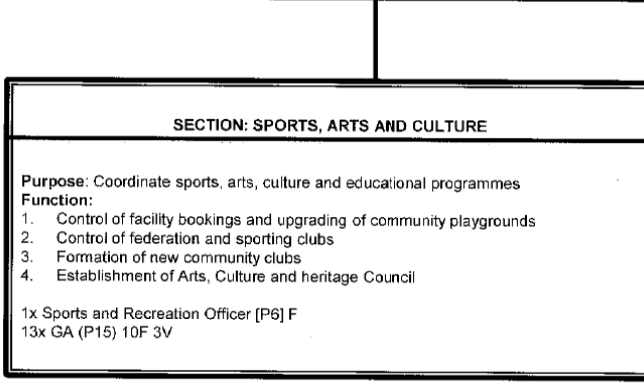 SECTION: SPORTS, ARTS AND CULTURE
Purpose: Coordinate sports, arts, culture and educational programmes
Function:
1. Control of facility bookings and upgrading of community playgrounds
2. Control of federation and sporting clubs
3. Formation of new community clubs
4. Establishment of Arts, Culture and heritage Council
1x Sports and Recreation Officer [P6] F
13x GA (P15) 10F 3V